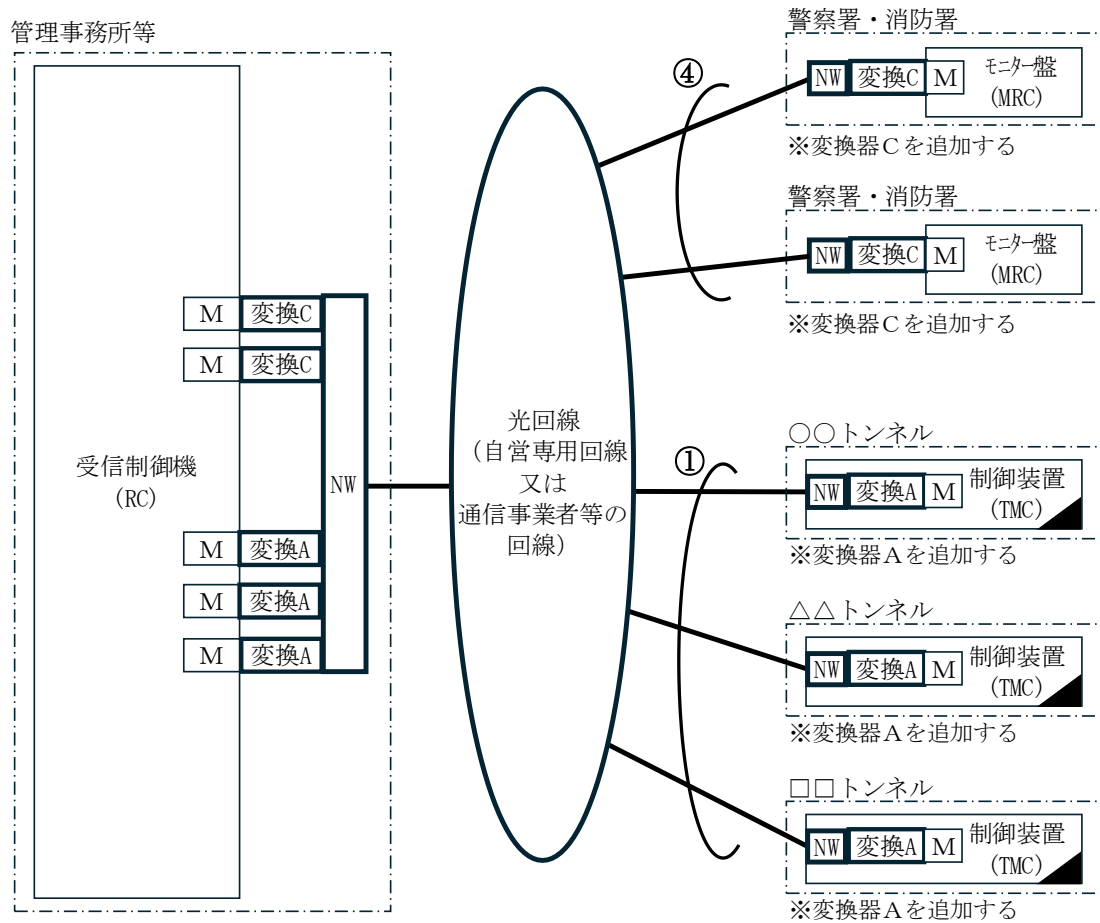 管理事務所等
受信制御機
(RC)
M
変換C
M
変換C
M
変換A
M
変換A
M
変換A
NW
光回線
（自営専用回線
又は
通信事業者等の
回線）
④
①
警察署・消防署
NW
変換C
M
モニター盤
(MRC)
※変換器Ｃを追加する
警察署・消防署
NW
変換C
M
モニター盤
(MRC)
※変換器Ｃを追加する
○○トンネル
NW
変換A
M
制御装置
(TMC)
※変換器Ａを追加する
△△トンネル
NW
変換A
M
制御装置
(TMC)
※変換器Ａを追加する
□□トンネル
NW
変換A
M
制御装置
(TMC)
※変換器Ａを追加する